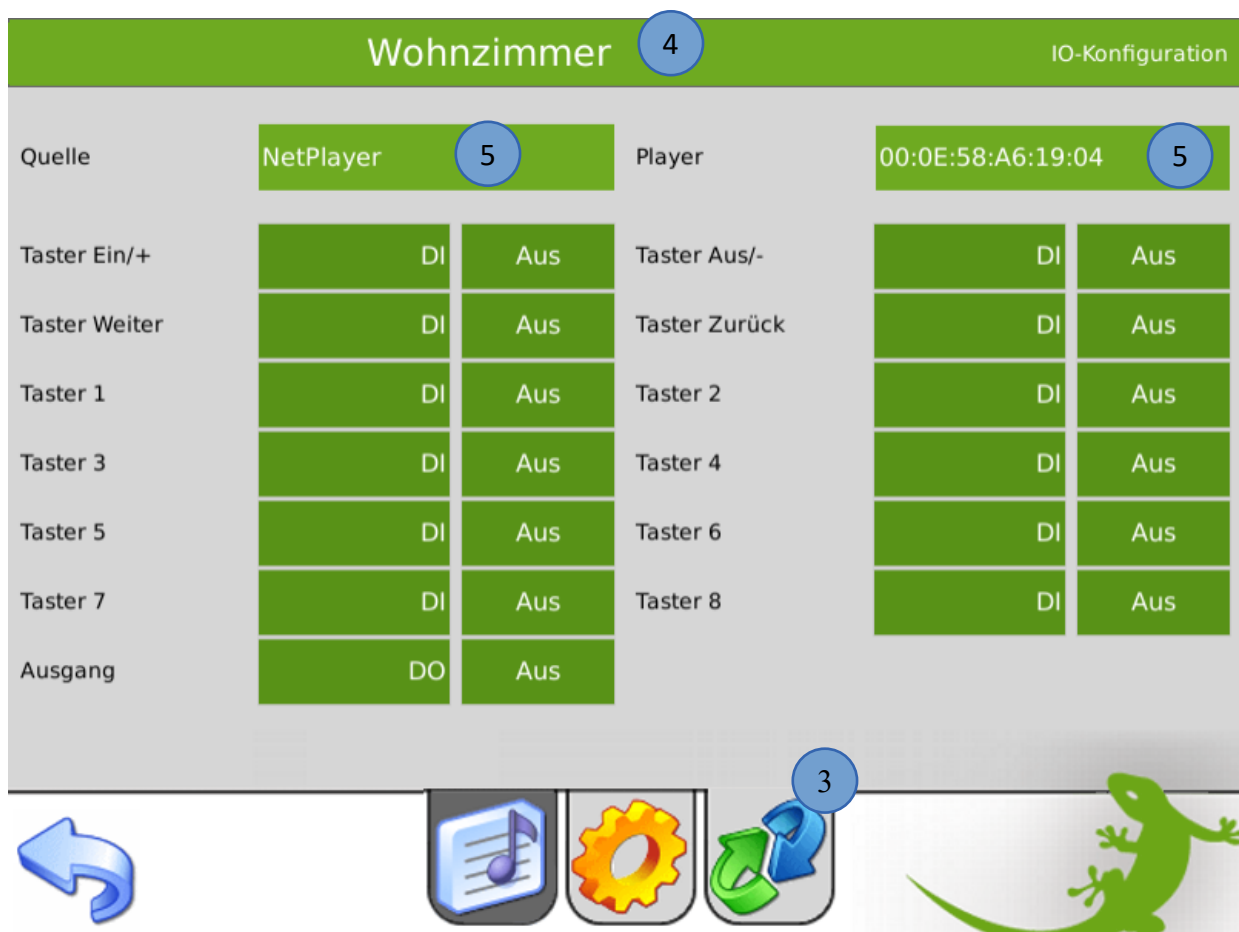 Wohnzimmer 4 IO-Konfiguration
Quelle NetPlayer 5 Player 00:0E:58:A6:19:04 5
Taster Ein/+ DI Aus Taster Aus/- DI Aus
Taster Weiter DI Aus Taster Zurück DI Aus
Taster 1 DI Aus Taster 2 DI Aus
Taster 3 DI Aus Taster 4 DI Aus
Taster 5 DI Aus Taster 6 DI Aus
Taster 7 DI Aus Taster 8 DI Aus
Ausgang DO Aus
3